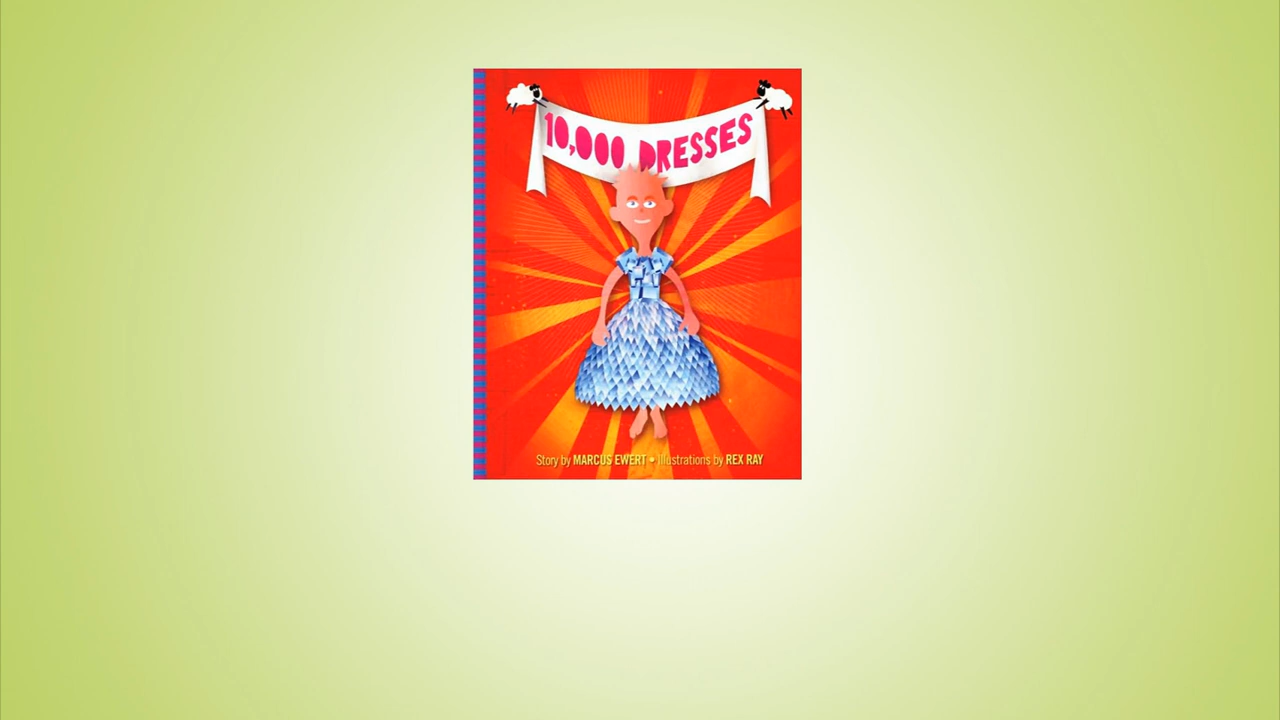 10,000 DRESSES
Story by MARCUS EWERT • Illustrations by REX RAY